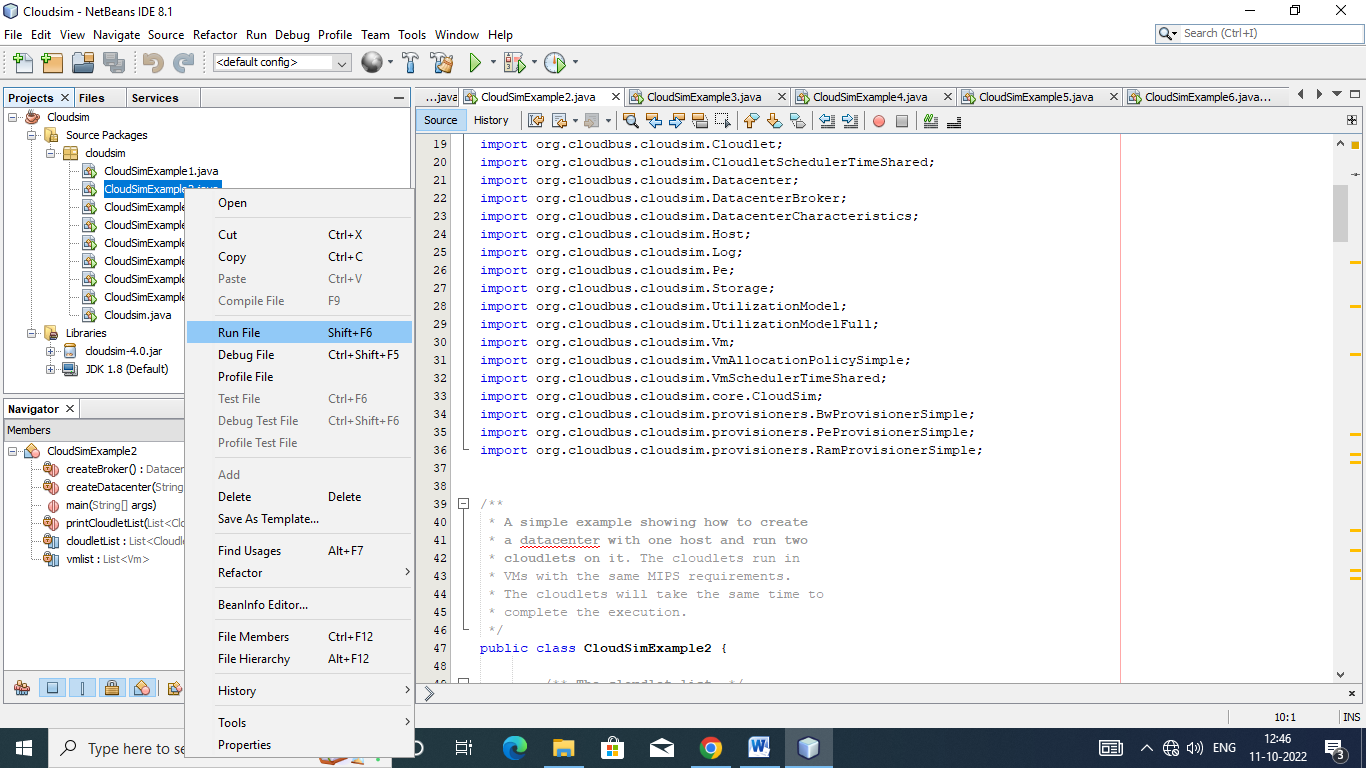 Cloudsim - NetBeans IDE 8.1
File Edit View Navigate Source Refactor Run Debug Profile Team Tools Window Help
Search (Ctrl+I)
<default config>
Projects Files Services
Cloudsim
Source Packages
cloudsim
CloudSimExample1.java
CloudSimExample2.java
CloudSimExample
CloudSimExample
CloudSimExample
CloudSimExample
CloudSimExample
CloudSimExample
Cloudsim.java
Libraries
cloudsim-4.0.jar
JDK 1.8 (Default)
Navigator
Members
CloudSimExample2
createBroker() : Datacer
createDatacenter(String
main(String[] args)
printCloudletList(List<Clo
cloudletList : List<Cloudle
vmlist : List<Vm>
Open
Cut Ctrl+X
Copy Ctrl+C
Paste Ctrl+V
Compile File F9
Run File Shift+F6
Debug File Ctrl+Shift+F5
Profile File
Test File Ctrl+F6
Debug Test File Ctrl+Shift+F6
Profile Test File
Add
Delete Delete
Save As Template...
Find Usages Alt+F7
Refactor
BeanInfo Editor...
File Members Ctrl+F12
File Hierarchy Alt+F12
History
Tools
Properties
...java CloudSimExample2.java CloudSimExample3.java CloudSimExample4.java CloudSimExample5.java CloudSimExample6.java...
Source History
19 import org.cloudbus.cloudsim.Cloudlet;
20 import org.cloudbus.cloudsim.CloudletSchedulerTimeShared;
21 import org.cloudbus.cloudsim.Datacenter;
22 import org.cloudbus.cloudsim.DatacenterBroker;
23 import org.cloudbus.cloudsim.DatacenterCharacteristics;
24 import org.cloudbus.cloudsim.Host;
25 import org.cloudbus.cloudsim.Log;
26 import org.cloudbus.cloudsim.Pe;
27 import org.cloudbus.cloudsim.Storage;
28 import org.cloudbus.cloudsim.UtilizationModel;
29 import org.cloudbus.cloudsim.UtilizationModelFull;
30 import org.cloudbus.cloudsim.Vm;
31 import org.cloudbus.cloudsim.VmAllocationPolicySimple;
32 import org.cloudbus.cloudsim.VmSchedulerTimeShared;
33 import org.cloudbus.cloudsim.core.CloudSim;
34 import org.cloudbus.cloudsim.provisioners.BwProvisionerSimple;
35 import org.cloudbus.cloudsim.provisioners.PeProvisionerSimple;
36 import org.cloudbus.cloudsim.provisioners.RamProvisionerSimple;
37
38
39 /**
40 * A simple example showing how to create
41 * a datacenter with one host and run two
42 * cloudlets on it. The cloudlets run in
43 * VMs with the same MIPS requirements.
44 * The cloudlets will take the same time to
45 * complete the execution.
46 */
47 public class CloudSimExample2 {
48
/** The cloudlet list. */
10:1 INS
Type here to se
ENG
12:46
11-10-2022
3